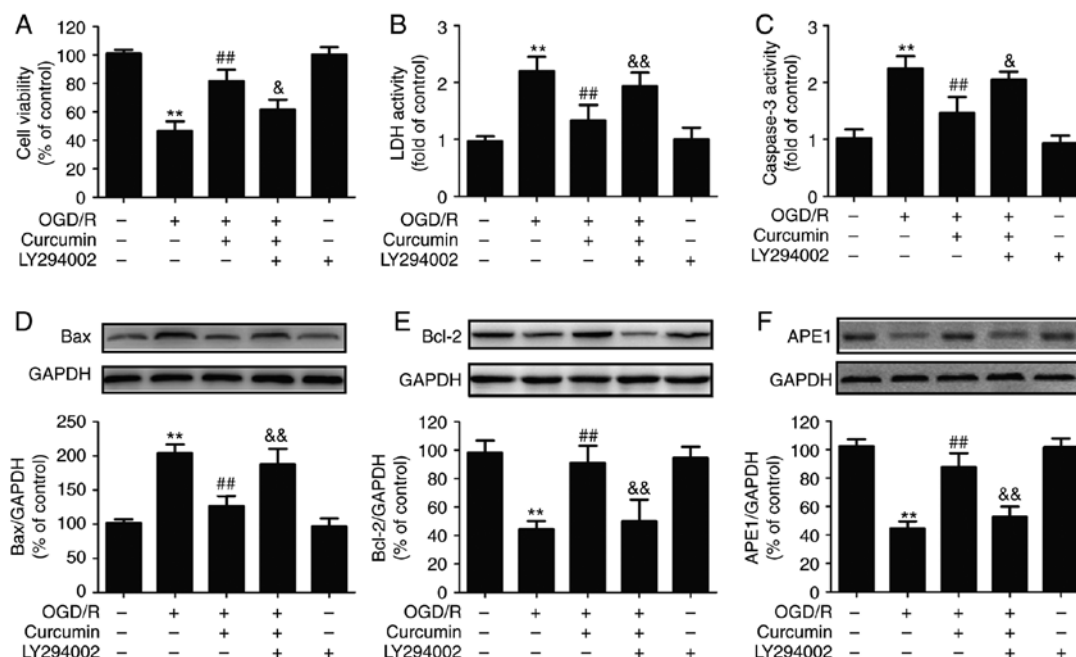 A
Cell viability
(% of control)
120
100
80
60
40
20
0
**
##
&
OGD/R – + + + –
Curcumin – – + + –
LY294002 – – – + +
B
LDH activity
(fold of control)
3
2
1
0
**
##
&&
OGD/R – + + + –
Curcumin – – + + –
LY294002 – – – + +
C
Caspase-3 activity
(fold of control)
3
2
1
0
**
##
&
OGD/R – + + + –
Curcumin – – + + –
LY294002 – – – + +
D
Bax
GAPDH
Bax/GAPDH
(% of control)
250
200
150
100
50
0
**
##
&&
OGD/R – + + + –
Curcumin – – + + –
LY294002 – – – + +
E
Bcl-2
GAPDH
Bcl-2/GAPDH
(% of control)
120
100
80
60
40
20
0
**
##
&&
OGD/R – + + + –
Curcumin – – + + –
LY294002 – – – + +
F
APE1
GAPDH
APE1/GAPDH
(% of control)
120
100
80
60
40
20
0
**
##
&&
OGD/R – + + + –
Curcumin – – + + –
LY294002 – – – + +